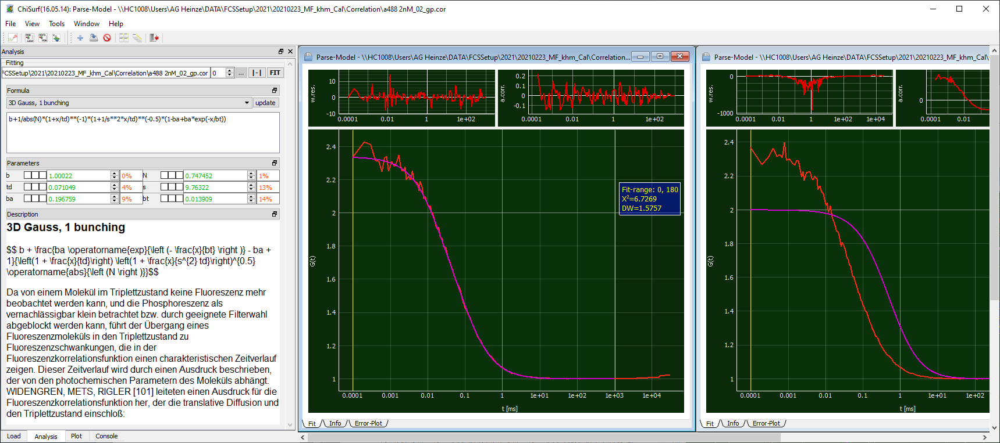 ChiSurf(16.05.14): Parse-Model - \\HC1008\Users\AG Heinze\DATA\FCSSetup\2021\20210223_MF_khm_Cal\Correlation\a488 2nM_02_gp.cor
File View Tools Window Help
Analysis
Fitting
FCSSetup\2021\20210223_MF_khm_Cal\Correlation\a488 2nM_02_gp.cor 0 ... |-| FIT
Formula
3D Gauss, 1 bunching update
b+1/abs(N)*(1+x/td)**(-1)*(1+1/s**2*x/td)**(-0.5)*(1-ba+ba*exp(-x/bt))
Parameters
b 1.00022 0% N 0.747452 1%
td 0.071049 4% s 9.76322 13%
ba 0.196759 9% bt 0.013909 14%
Description
3D Gauss, 1 bunching
$$ b + \frac{ba \operatorname{exp}{\left (- \frac{x}{bt} \right )} - ba +
1}{\left(1 + \frac{x}{td}\right) \left(1 + \frac{x}{s^{2} td}\right)^{0.5}
\operatorname{abs}{\left (N \right )}}$$
Da von einem Molekül im Triplettzustand keine Fluoreszenz mehr
beobachtet werden kann, und die Phosphoreszenz als
vernachlässigbar klein betrachtet bzw. durch geeignete Filterwahl
abgeblockt werden kann, führt der Übergang eines
Fluoreszenzmoleküls in den Triplettzustand zu
Fluoreszenzschwankungen, die in der
Fluoreszenzkorrelationsfunktion einen charakteristischen Zeitverlauf
zeigen. Dieser Zeitverlauf wird durch einen Ausdruck beschrieben,
der von den photochemischen Parametern des Moleküls abhängt.
WIDENGREN, METS, RIGLER [101] leiteten einen Ausdruck für die
Fluoreszenzkorrelationsfunktion her, der die translative Diffusion und
den Triplettzustand einschloß:
Load Analysis Plot Console
Parse-Model - \\HC1008\Users\AG Heinze\DATA\FCSSetup\2021\20210223_MF_khm_Cal\Correlation...
w.res.
10
0
-10
0.0001 0.01 1 1e+02
a.corr.
0.2
0.1
0
-0.1
0.0001 0.01 1 1e+02
G(t)
2.4
2.2
2
1.8
1.6
1.4
1.2
1
Fit-range: 0, 180
X²=6.7269
DW=1.5757
0.0001 0.001 0.01 0.1 1 1e+01 1e+02 1e+03 1e+04
t [ms]
Fit Info Error-Plot
Parse-Model - \\HC1008\Users\AG Heinze\DATA\FCSSetup\2021\20210223_MF_khm_Cal\
w.res.
0
-1000
0.0001 0.01 1 1e+02 1e+04
a.corr.
0
0.0001 0.01
G(t)
2.4
2.2
2
1.8
1.6
1.4
1.2
1
0.0001 0.001 0.01 0.1 1 1e+01 1e+02
t [ms]
Fit Info Error-Plot